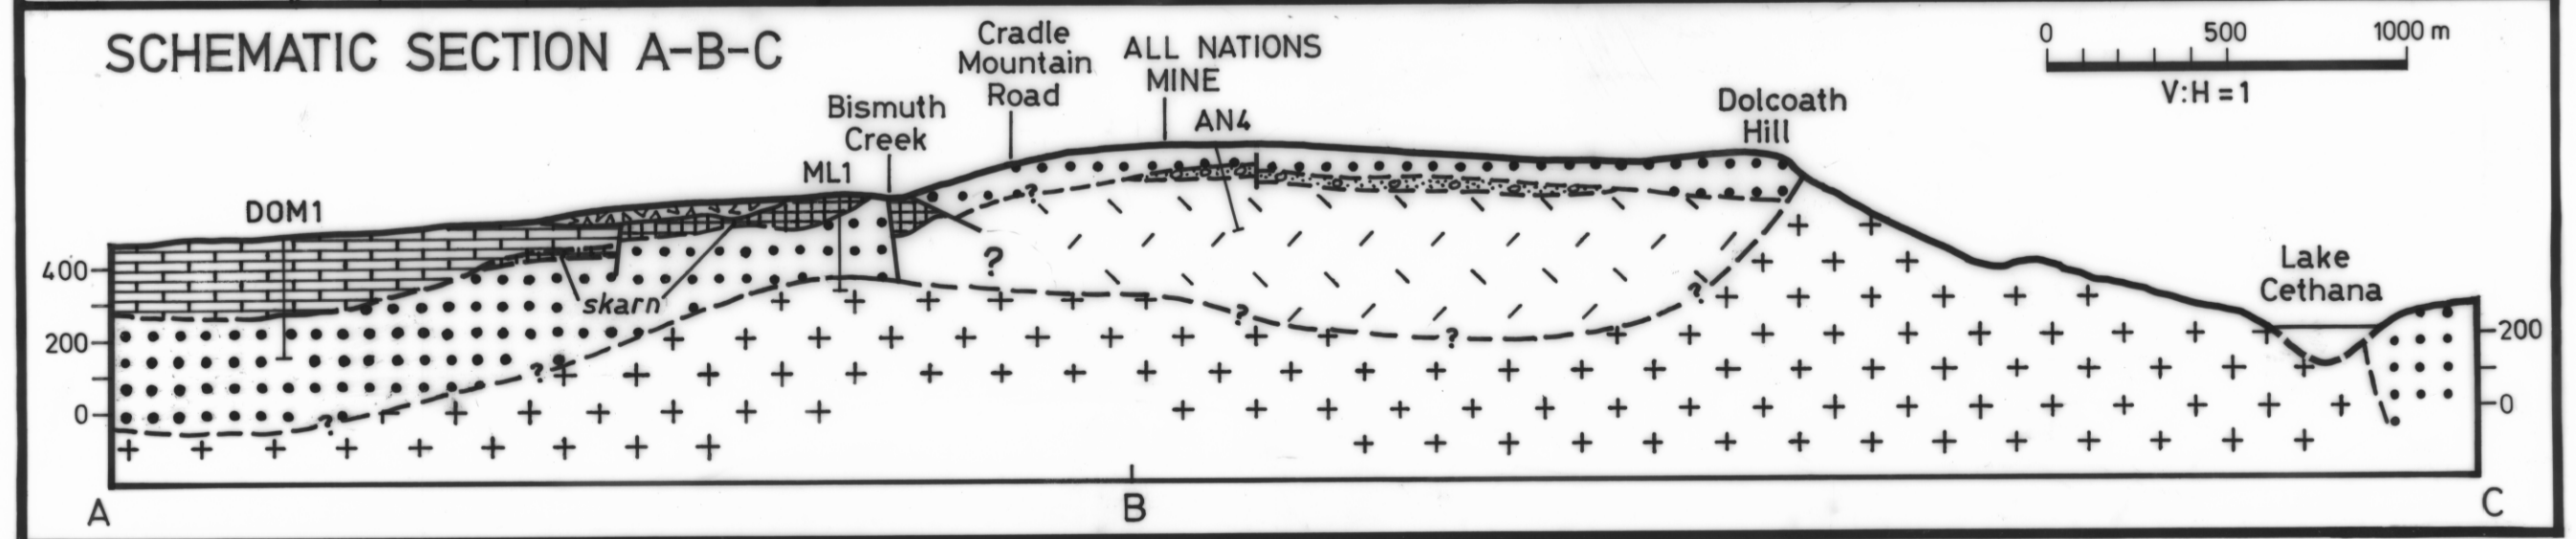 SCHEMATIC SECTION A-B-C
Cradle
Mountain
Road
ALL NATIONS
MINE
AN4
Bismuth
Creek
ML1
DOM1
Dolcoath
Hill
0 500 1000 m
V:H = 1
Lake
Cethana
skarn
?
?
?
?
?
?
?
400
200
0
200
0
A
B
C